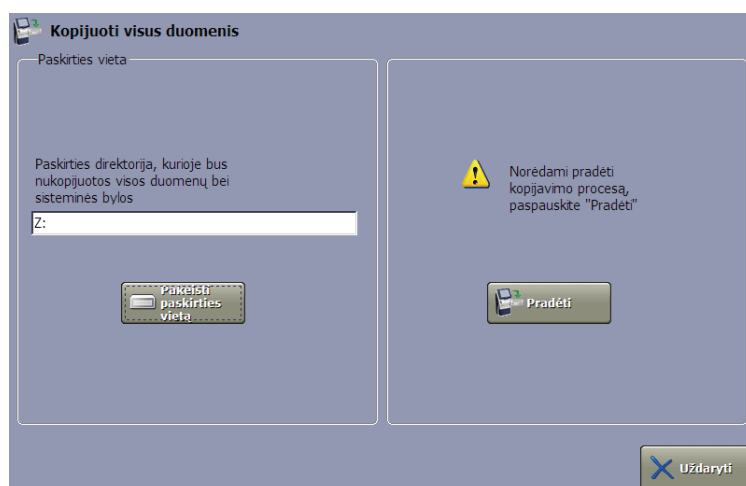 Kopijuoti visus duomenis
Paskirties vieta
Paskirties direktorija, kurioje bus
nukopijuotos visos duomenų bei
sisteminės bylos
Z:
Pakeisti
paskirties
vietą
Norėdami pradėti
kopijavimo procesą,
paspauskite "Pradėti"
Pradėti
Uždaryti